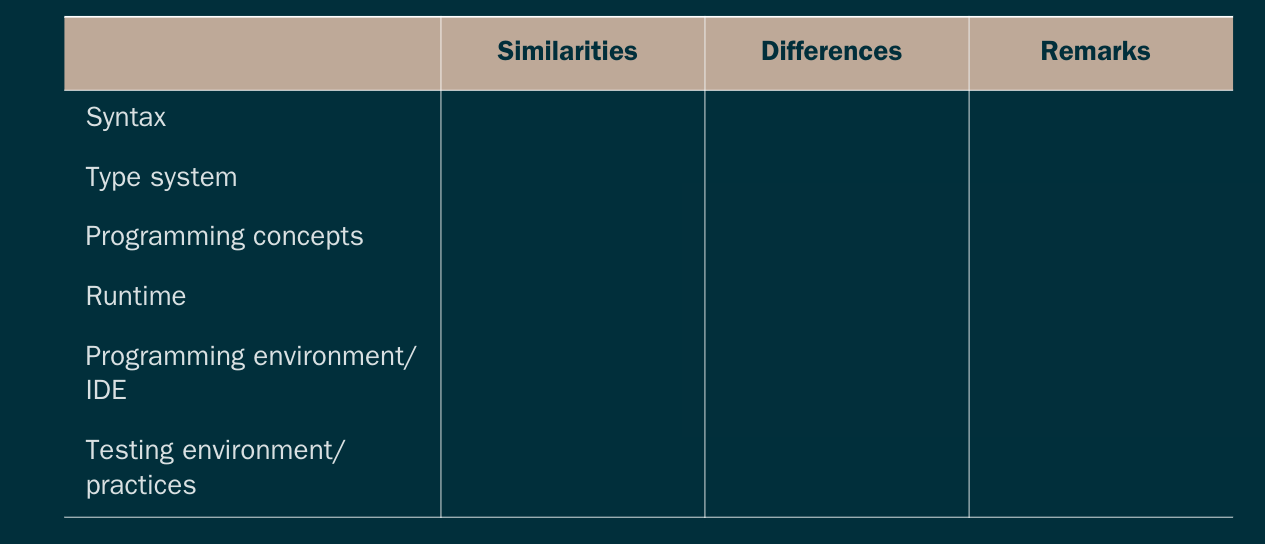 Similarities Differences Remarks
Syntax
Type system
Programming concepts
Runtime
Programming environment/
IDE
Testing environment/
practices